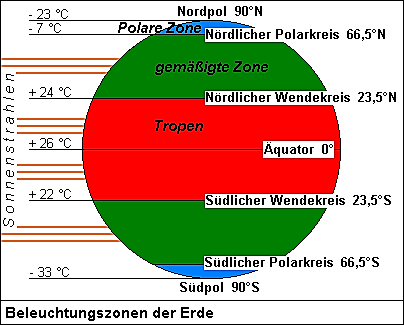 Nordpol 90°N
- 23 °C
Polare Zone
- 7 °C
Nördlicher Polarkreis 66,5°N
gemäßigte Zone
+ 24 °C
Nördlicher Wendekreis 23,5°N
Tropen
+ 26 °C
Äquator 0°
Sonnenstrahlen
+ 22 °C
Südlicher Wendekreis 23,5°S
Südlicher Polarkreis 66,5°S
- 33 °C
Südpol 90°S
Beleuchtungszonen der Erde